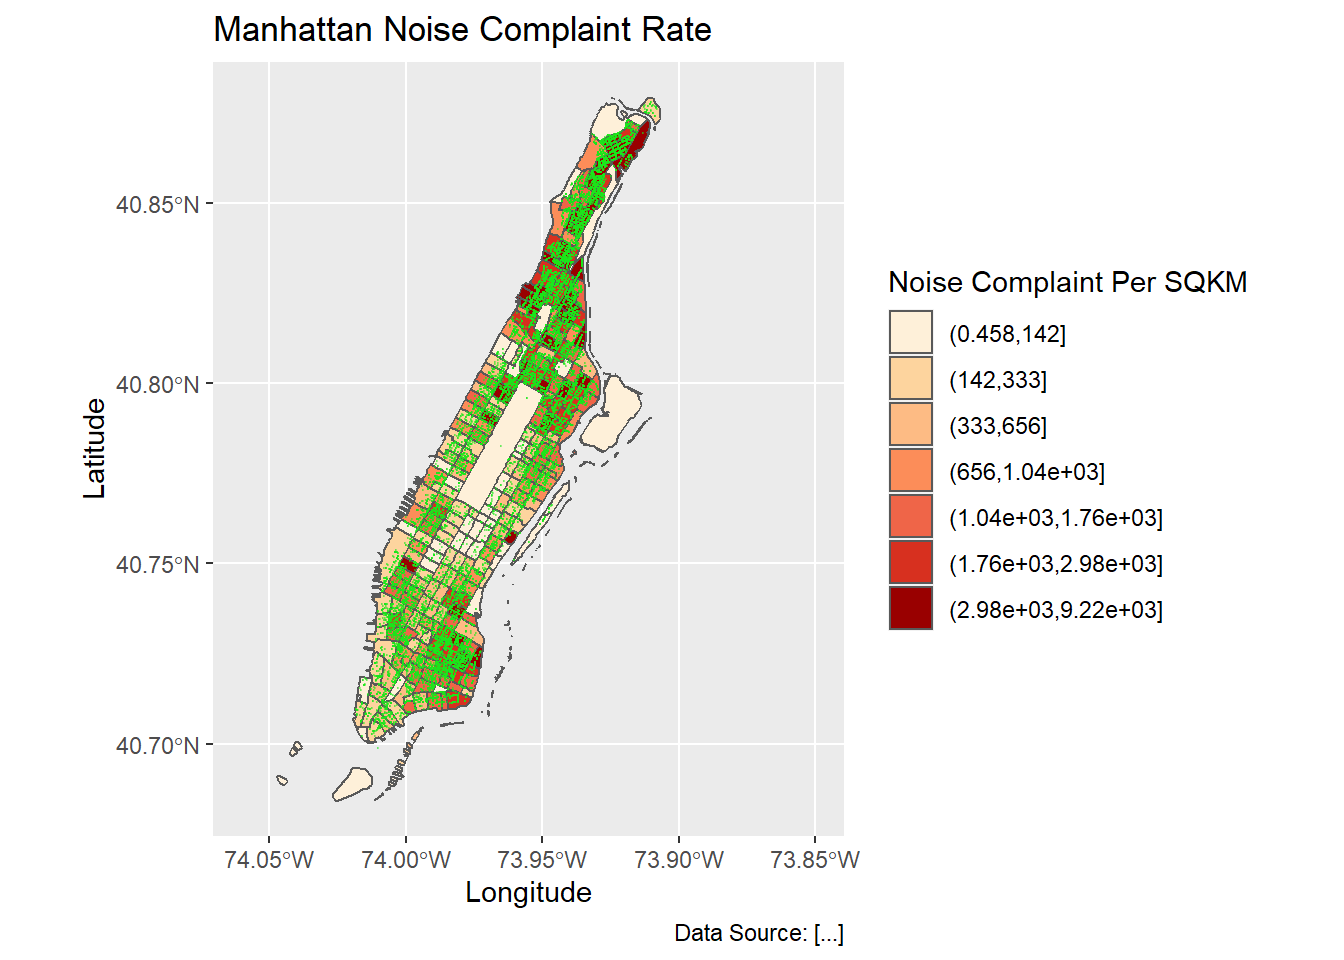 Manhattan Noise Complaint Rate
40.85°N
40.80°N
40.75°N
40.70°N
Latitude
74.05°W 74.00°W 73.95°W 73.90°W 73.85°W
Longitude
Noise Complaint Per SQKM
(0.458,142]
(142,333]
(333,656]
(656,1.04e+03]
(1.04e+03,1.76e+03]
(1.76e+03,2.98e+03]
(2.98e+03,9.22e+03]
Data Source: [...]